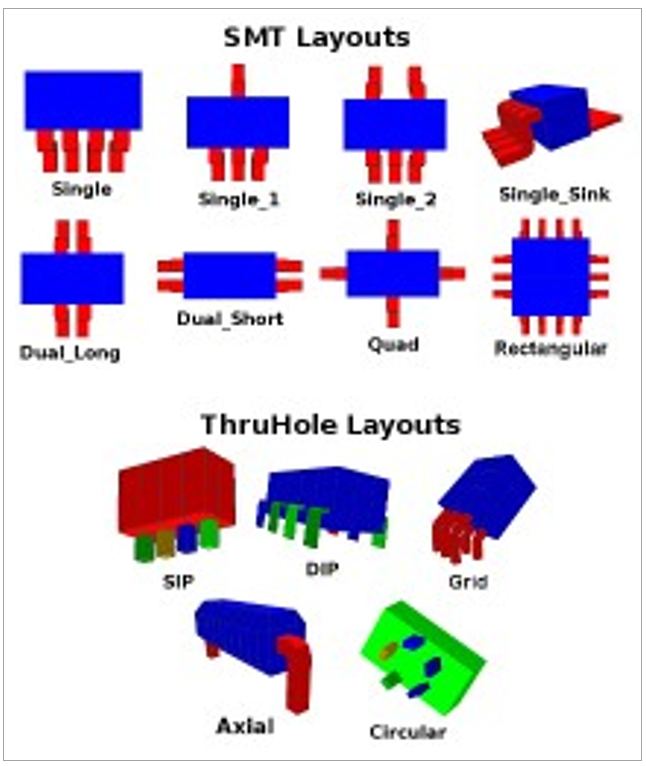 SMT Layouts
Single
Single_1
Single_2
Single_Sink
Dual_Long
Dual_Short
Quad
Rectangular
ThruHole Layouts
SIP
DIP
Grid
Axial
Circular